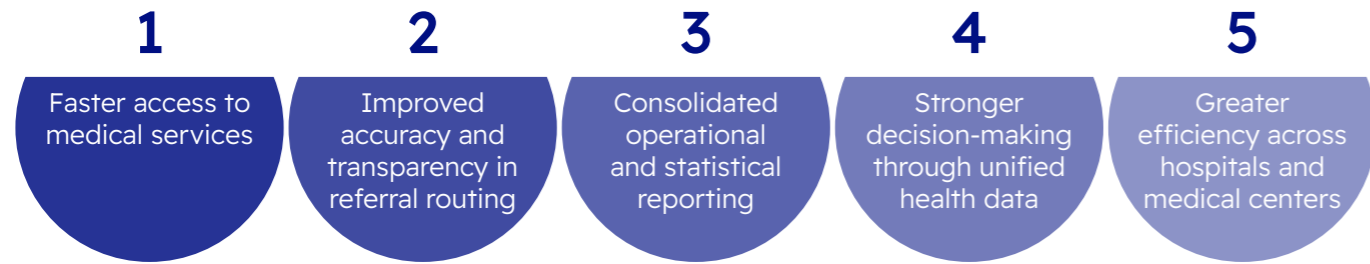 1
Faster access to
medical services
2
Improved
accuracy and
transparency in
referral routing
3
Consolidated
operational
and statistical
reporting
4
Stronger
decision-making
through unified
health data
5
Greater
efficiency across
hospitals and
medical centers